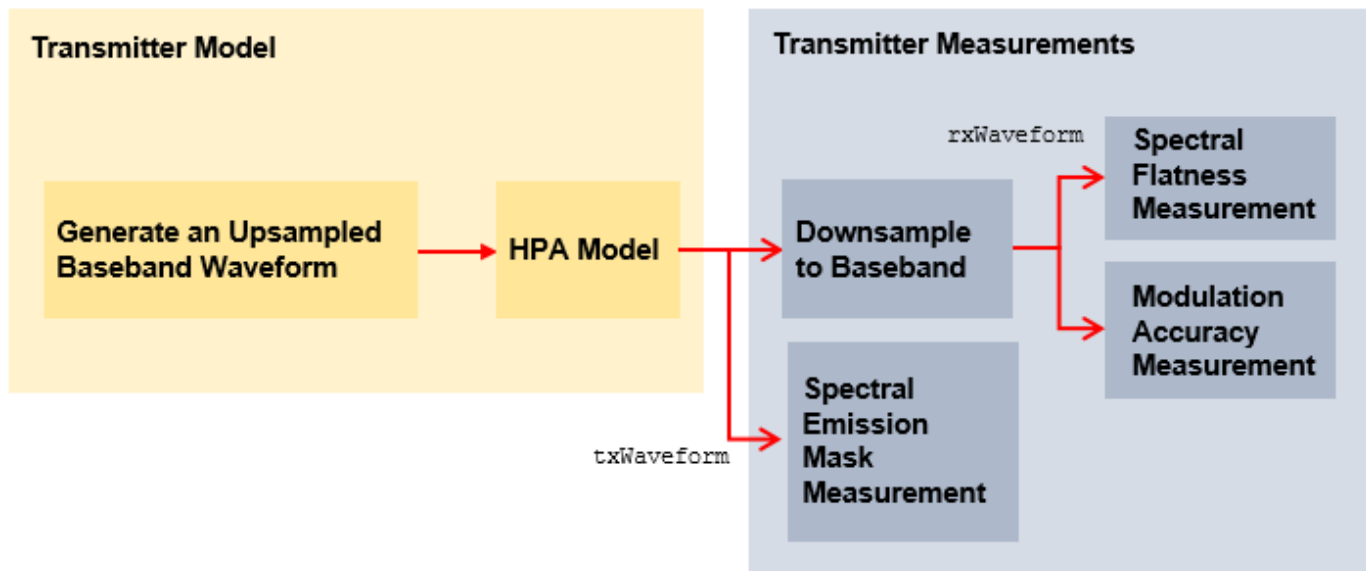 Transmitter Model
Generate an Upsampled
Baseband Waveform
HPA Model
Transmitter Measurements
rxWaveform
Downsample
to Baseband
Spectral
Flatness
Measurement
Modulation
Accuracy
Measurement
txWaveform
Spectral
Emission
Mask
Measurement